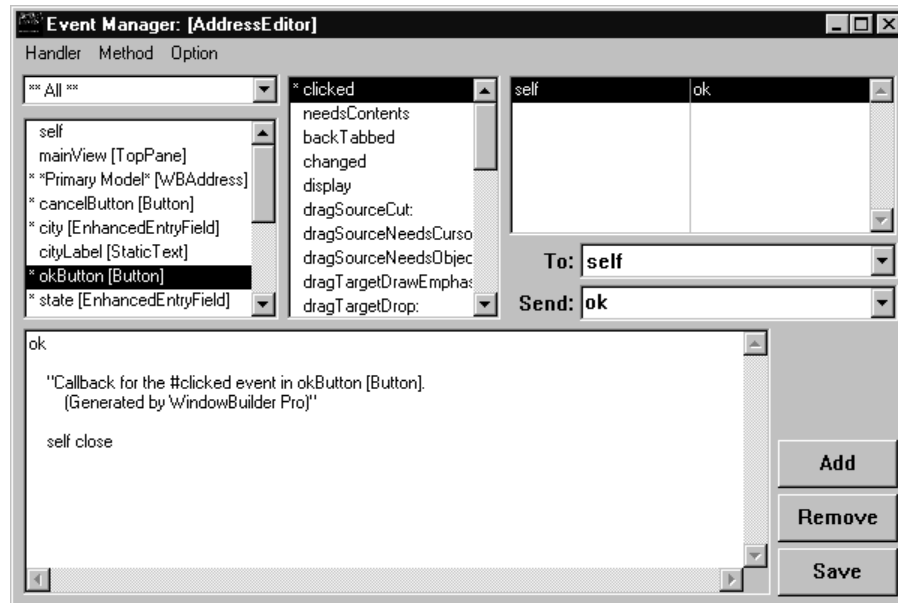 Event Manager: [AddressEditor]
Handler Method Option
** All **
self
mainView [TopPane]
* *Primary Model* [WBAddress]
* cancelButton [Button]
* city [EnhancedEntryField]
cityLabel [StaticText]
* okButton [Button]
* state [EnhancedEntryField]
* clicked
needsContents
backTabbed
changed
display
dragSourceCut:
dragSourceNeedsCurso
dragSourceNeedsObjec
dragTargetDrawEmphas
dragTargetDrop:
self ok
To: self
Send: ok
ok
"Callback for the #clicked event in okButton [Button].
(Generated by WindowBuilder Pro)"
self close
Add
Remove
Save